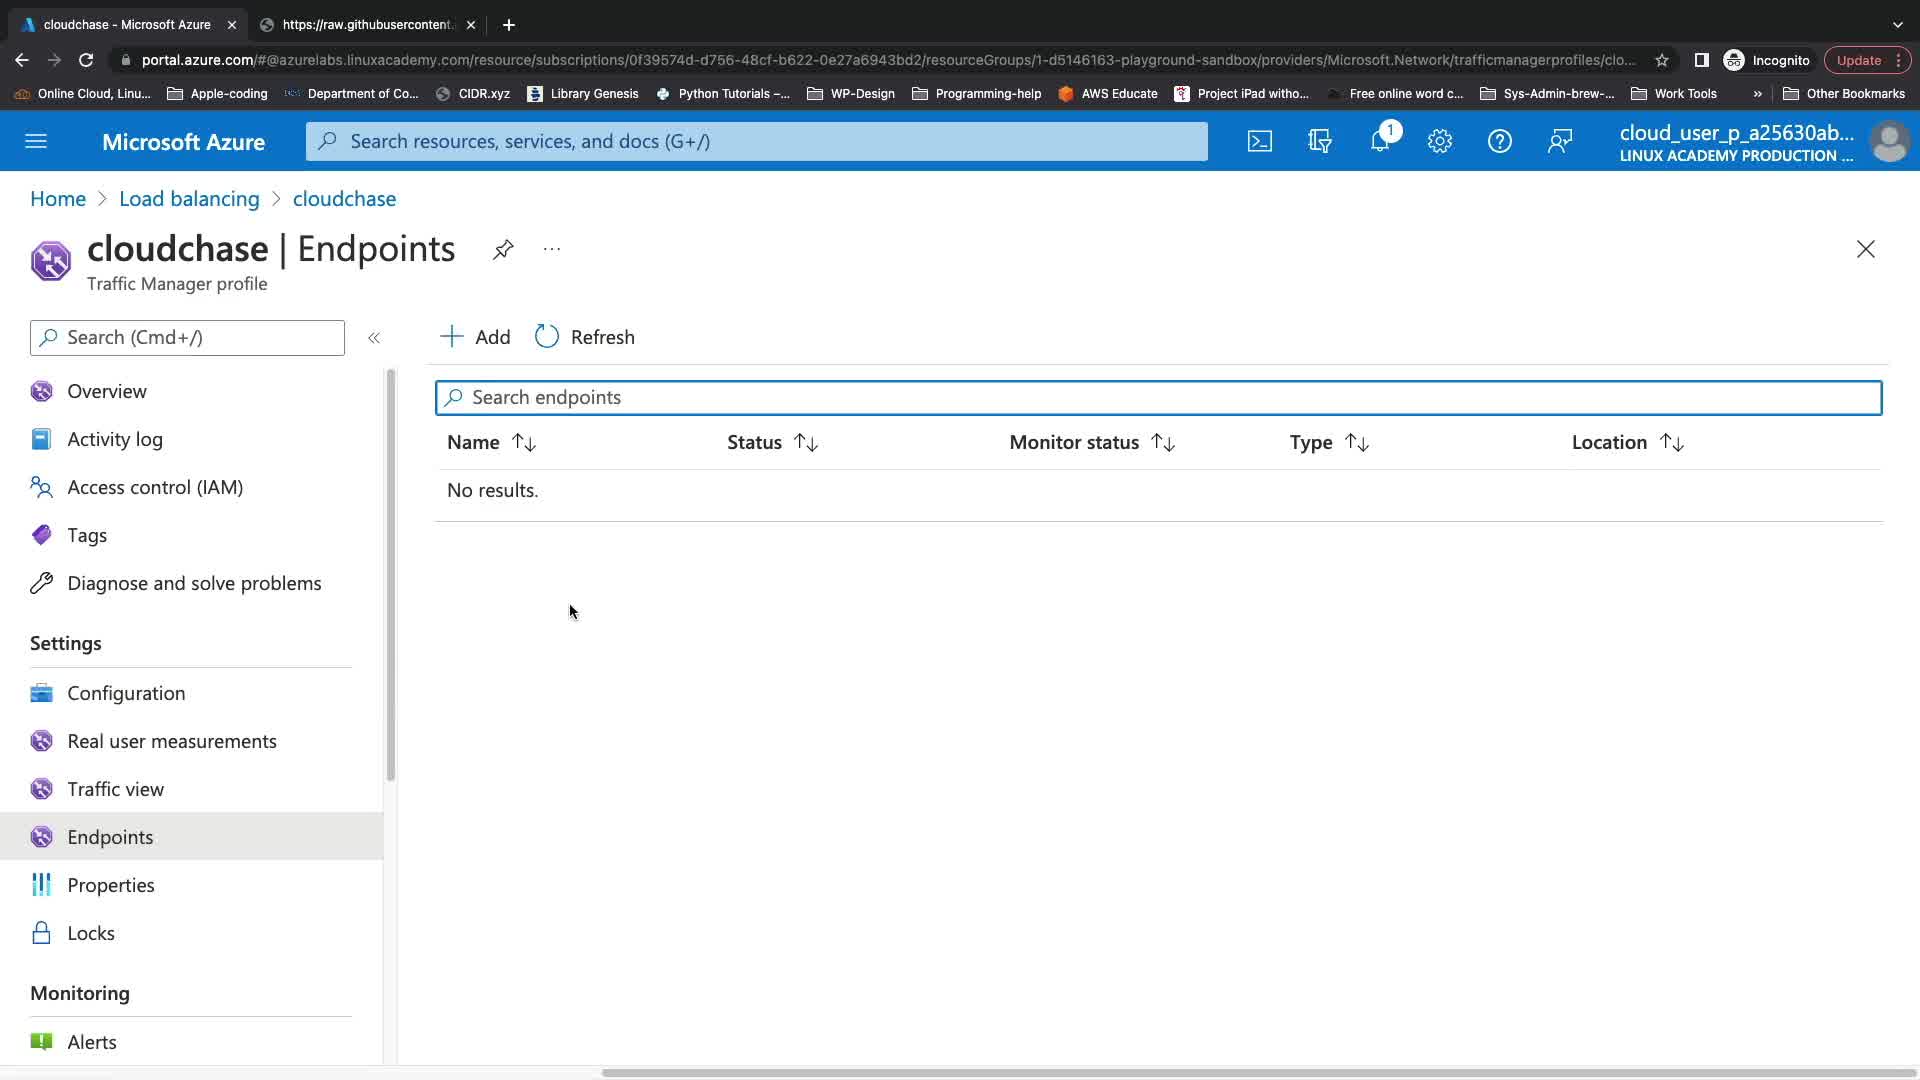 cloudchase - Microsoft Azure
https://raw.githubusercontent.
portal.azure.com/#@azurelabs.linuxacademy.com/resource/subscriptions/0f39574d-d756-48cf-b622-0e27a6943bd2/resourceGroups/1-d5146163-playground-sandbox/providers/Microsoft.Network/trafficmanagerprofiles/clo...
Incognito
Update
Online Cloud, Linu...
Apple-coding
Department of Co...
CIDR.xyz
Library Genesis
Python Tutorials –...
WP-Design
Programming-help
AWS Educate
Project iPad witho...
Free online word c...
Sys-Admin-brew-...
Work Tools
»
Other Bookmarks
Microsoft Azure
Search resources, services, and docs (G+/)
1
cloud_user_p_a25630ab...
LINUX ACADEMY PRODUCTION ...
Home > Load balancing > cloudchase
cloudchase | Endpoints
Traffic Manager profile
Search (Cmd+/)
«
Add
Refresh
Overview
Activity log
Access control (IAM)
Tags
Diagnose and solve problems
Settings
Configuration
Real user measurements
Traffic view
Endpoints
Properties
Locks
Monitoring
Alerts
Search endpoints
Name ↑↓
Status ↑↓
Monitor status ↑↓
Type ↑↓
Location ↑↓
No results.